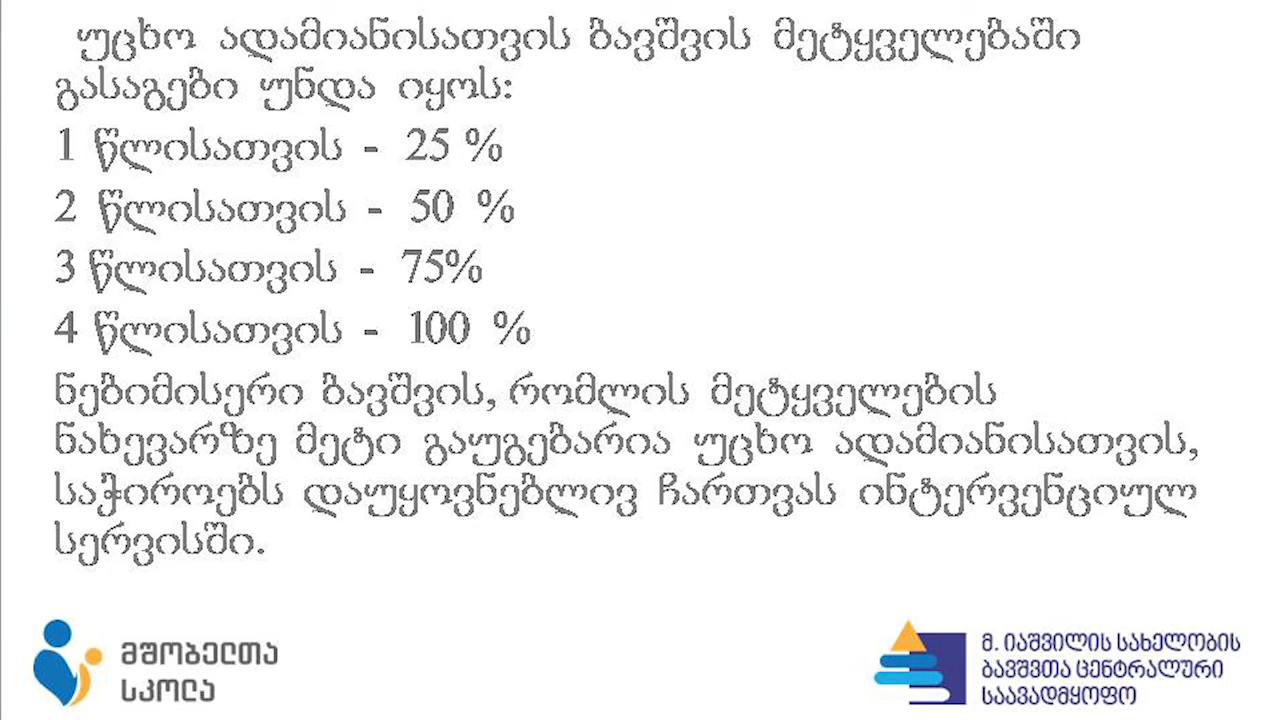 უცხო ადამიანისათვის ბავშვის მეტყველებაში
გასაგები უნდა იყოს:
1 წლისათვის - 25 %
2 წლისათვის - 50 %
3 წლისათვის - 75%
4 წლისათვის - 100 %
ნებიმისერი ბავშვის, რომლის მეტყველების
ნახევარზე მეტი გაუგებარია უცხო ადამიანისათვის,
საჭიროებს დაუყოვნებლივ ჩართვას ინტერვენციულ
სერვისში.
მშობელთა
სკოლა
მ. იაშვილის სახელობის
ბავშვთა ცენტრალური
საავადმყოფო